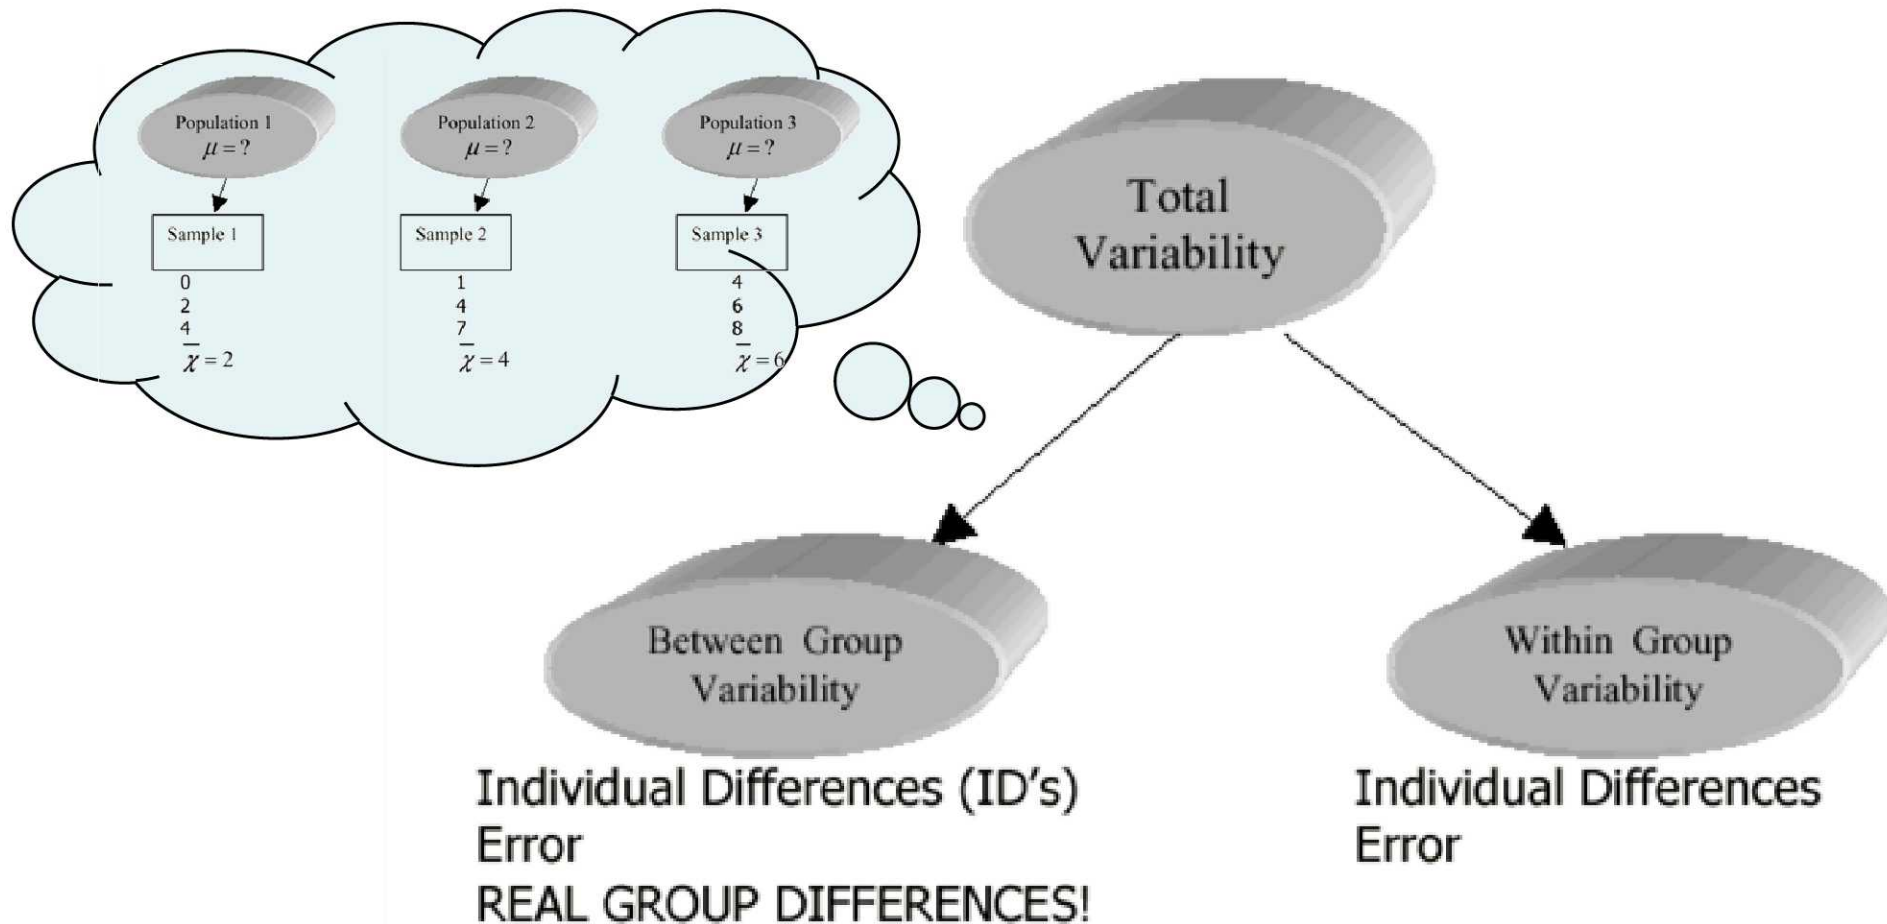 Population 1
μ = ?
Population 2
μ = ?
Population 3
μ = ?
Sample 1
Sample 2
Sample 3
0
2
4
χ̅ = 2
1
4
7
χ̅ = 4
4
6
8
χ̅ = 6
Total
Variability
Between Group
Variability
Within Group
Variability
Individual Differences (ID's)
Error
REAL GROUP DIFFERENCES!
Individual Differences
Error